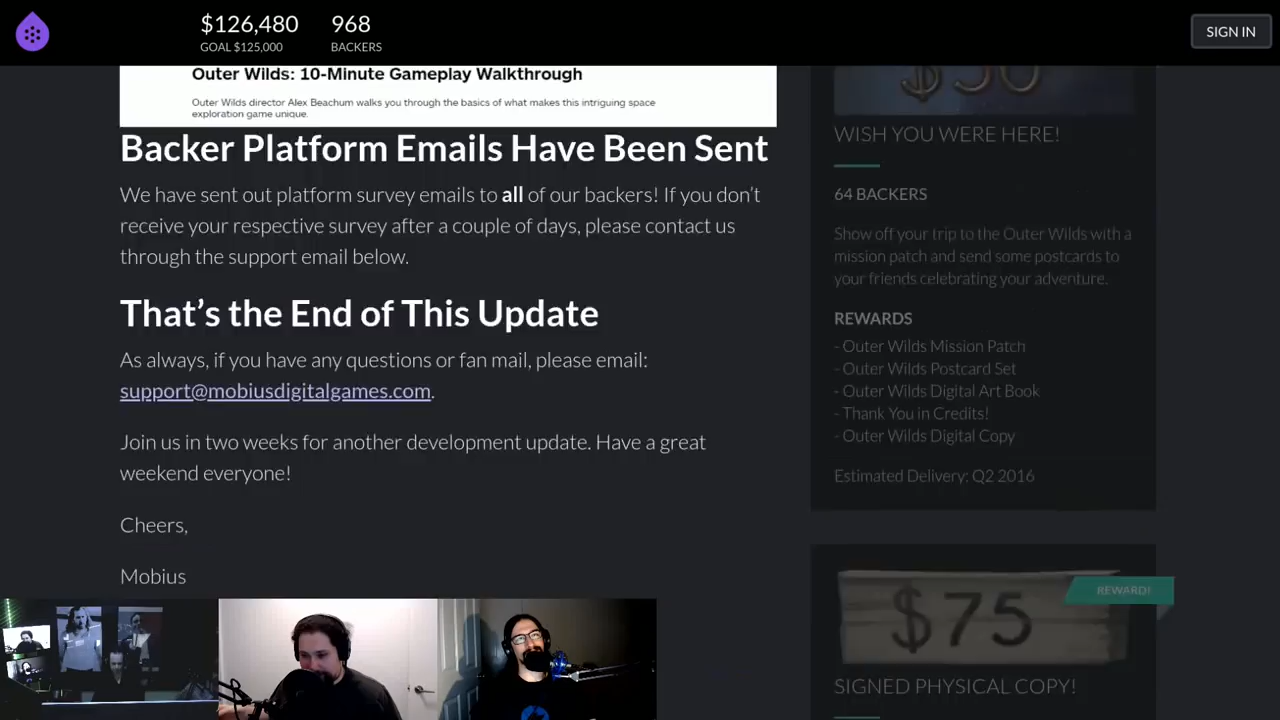 $126,480
GOAL $125,000
968
BACKERS
SIGN IN
Outer Wilds: 10-Minute Gameplay Walkthrough
Outer Wilds director Alex Beachum walks you through the basics of what makes this intriguing space
exploration game unique.
Backer Platform Emails Have Been Sent
We have sent out platform survey emails to all of our backers! If you don’t
receive your respective survey after a couple of days, please contact us
through the support email below.
That’s the End of This Update
As always, if you have any questions or fan mail, please email:
support@mobiusdigitalgames.com.
Join us in two weeks for another development update. Have a great
weekend everyone!
Cheers,
Mobius
$50
WISH YOU WERE HERE!
64 BACKERS
Show off your trip to the Outer Wilds with a
mission patch and send some postcards to
your friends celebrating your adventure.
REWARDS
- Outer Wilds Mission Patch
- Outer Wilds Postcard Set
- Outer Wilds Digital Art Book
- Thank You in Credits!
- Outer Wilds Digital Copy
Estimated Delivery: Q2 2016
REWARD!
$75
SIGNED PHYSICAL COPY!